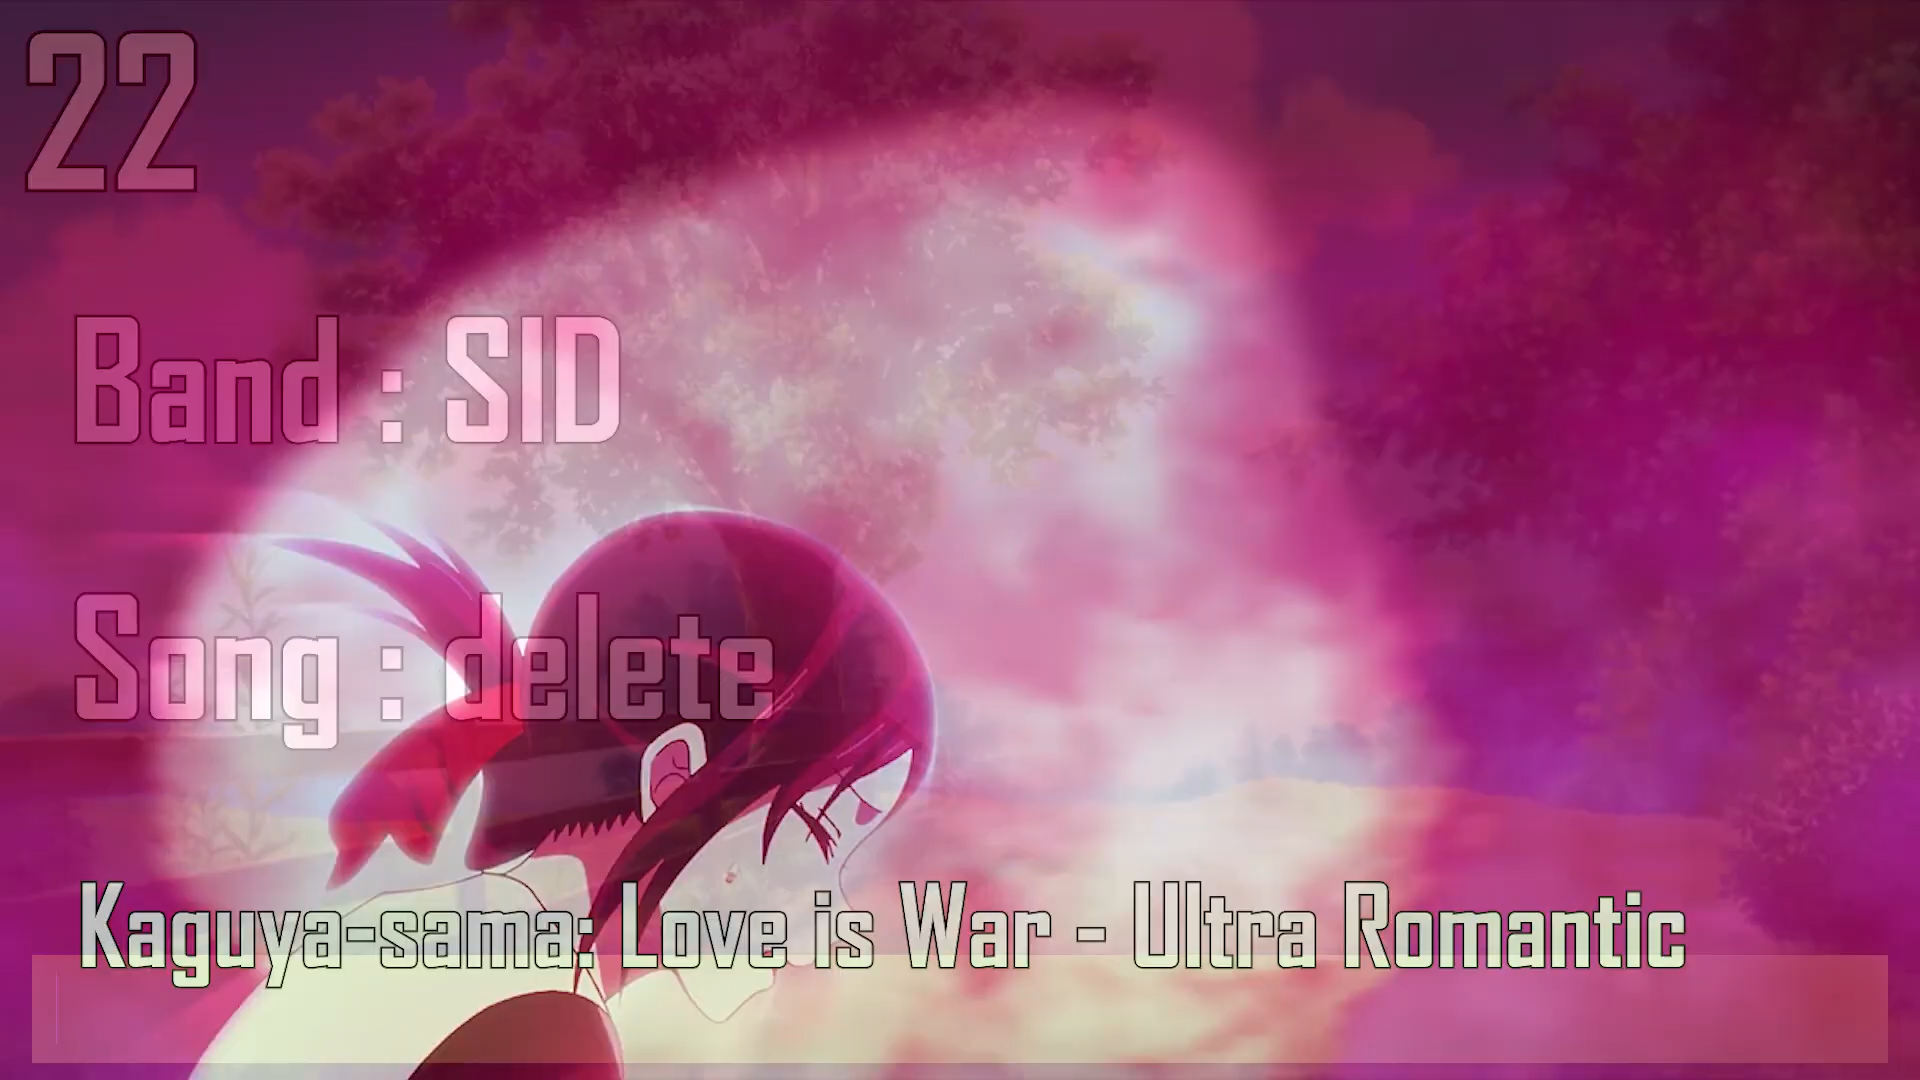 22
Band : SID
Song : delete
Kaguya-sama: Love is War - Ultra Romantic